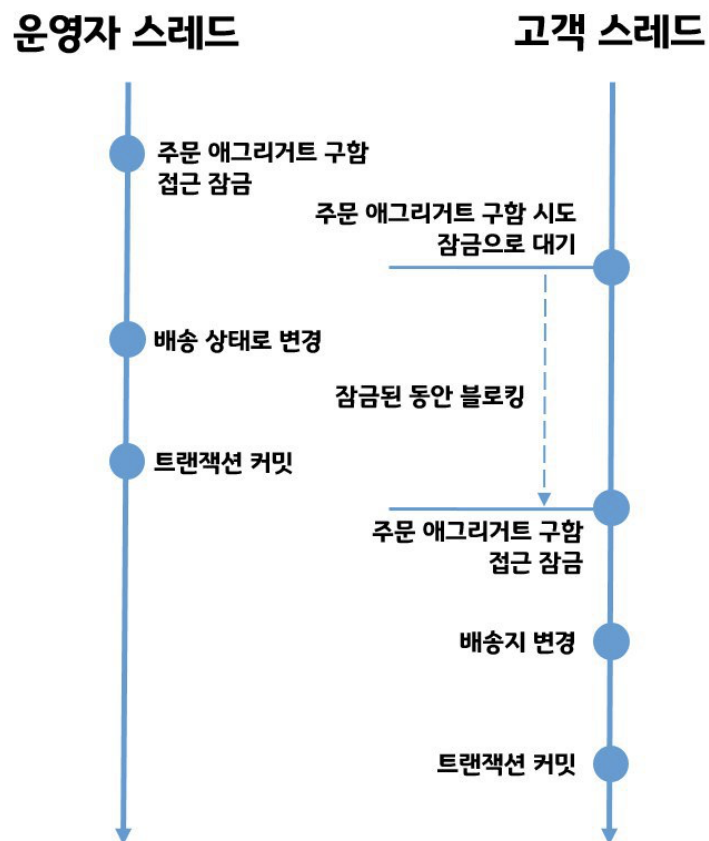 운영자 스레드
고객 스레드
주문 애그리거트 구함
접근 잠금
주문 애그리거트 구함 시도
잠금으로 대기
배송 상태로 변경
잠금된 동안 블로킹
트랜잭션 커밋
주문 애그리거트 구함
접근 잠금
배송지 변경
트랜잭션 커밋